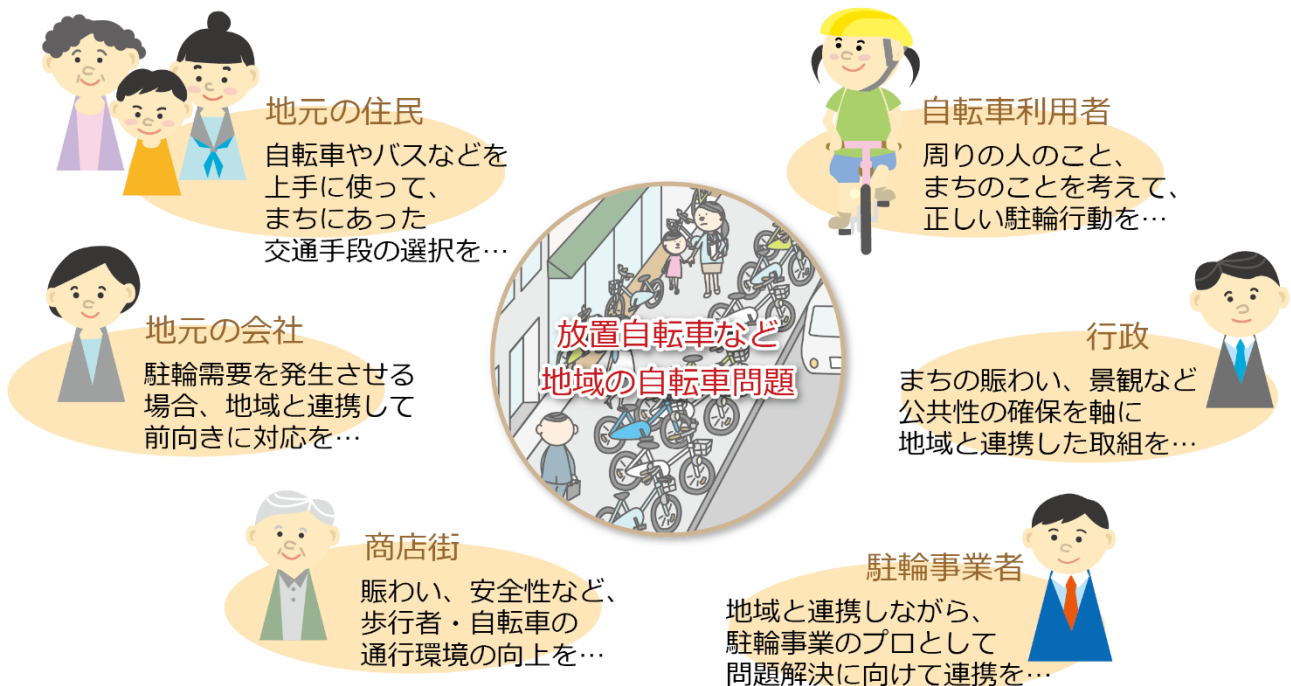 地元の住民
自転車やバスなどを
上手に使って、
まちにあった
交通手段の選択を…
自転車利用者
周りの人のこと、
まちのことを考えて、
正しい駐輪行動を…
放置自転車など
地域の自転車問題
地元の会社
駐輪需要を発生させる
場合、地域と連携して
前向きに対応を…
行政
まちの賑わい、景観など
公共性の確保を軸に
地域と連携した取組を…
商店街
賑わい、安全性など、
歩行者・自転車の
通行環境の向上を…
駐輪事業者
地域と連携しながら、
駐輪事業のプロとして
問題解決に向けて連携を…